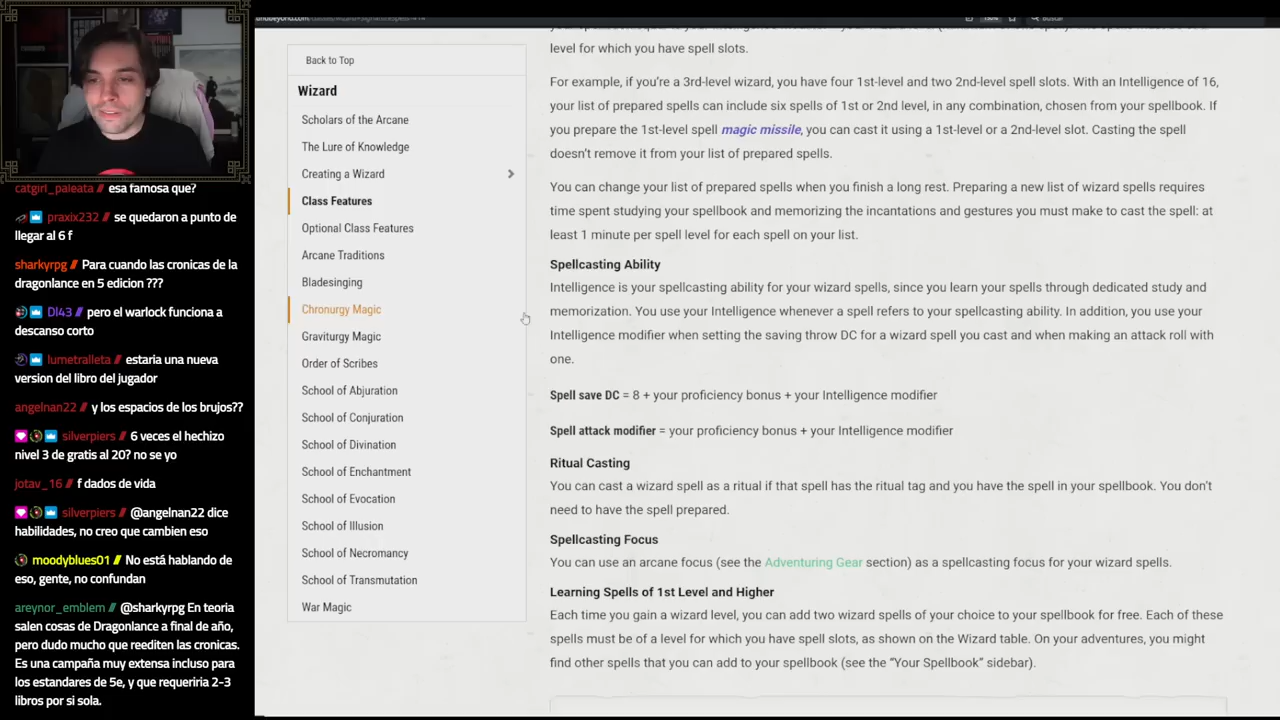 catgirl_paleata // esa famosa que?
praxix232 // se quedaron a punto de
llegar al 6 f
sharkyrpg // Para cuando las cronicas de la
dragonlance en 5 edicion ???
Dl43 // pero el warlock funciona a
descanso corto
lumetralleta // estaria una nueva
version del libro del jugador
angelnan22 // y los espacios de los brujos??
silverpiers // 6 veces el hechizo
nivel 3 de gratis al 20? no se yo
jotav_16 // f dados de vida
silverpiers // @angelnan22 dice
habilidades, no creo que cambien eso
moodyblues01 // No está hablando de
eso, gente, no confundan
areynor_emblem // @sharkyrpg En teoria
salen cosas de Dragonlance a final de año,
pero dudo mucho que reediten las cronicas.
Es una campaña muy extensa incluso para
los estandares de 5e, y que requeriria 2-3
libros por si sola.
Back to Top
Wizard
Scholars of the Arcane
The Lure of Knowledge
Creating a Wizard
Class Features
Optional Class Features
Arcane Traditions
Bladesinging
Chronurgy Magic
Graviturgy Magic
Order of Scribes
School of Abjuration
School of Conjuration
School of Divination
School of Enchantment
School of Evocation
School of Illusion
School of Necromancy
School of Transmutation
War Magic
level for which you have spell slots.
For example, if you're a 3rd-level wizard, you have four 1st-level and two 2nd-level spell slots. With an Intelligence of 16,
your list of prepared spells can include six spells of 1st or 2nd level, in any combination, chosen from your spellbook. If
you prepare the 1st-level spell magic missile, you can cast it using a 1st-level or a 2nd-level slot. Casting the spell
doesn't remove it from your list of prepared spells.
You can change your list of prepared spells when you finish a long rest. Preparing a new list of wizard spells requires
time spent studying your spellbook and memorizing the incantations and gestures you must make to cast the spell: at
least 1 minute per spell level for each spell on your list.
Spellcasting Ability
Intelligence is your spellcasting ability for your wizard spells, since you learn your spells through dedicated study and
memorization. You use your Intelligence whenever a spell refers to your spellcasting ability. In addition, you use your
Intelligence modifier when setting the saving throw DC for a wizard spell you cast and when making an attack roll with
one.
Spell save DC = 8 + your proficiency bonus + your Intelligence modifier
Spell attack modifier = your proficiency bonus + your Intelligence modifier
Ritual Casting
You can cast a wizard spell as a ritual if that spell has the ritual tag and you have the spell in your spellbook. You don't
need to have the spell prepared.
Spellcasting Focus
You can use an arcane focus (see the Adventuring Gear section) as a spellcasting focus for your wizard spells.
Learning Spells of 1st Level and Higher
Each time you gain a wizard level, you can add two wizard spells of your choice to your spellbook for free. Each of these
spells must be of a level for which you have spell slots, as shown on the Wizard table. On your adventures, you might
find other spells that you can add to your spellbook (see the “Your Spellbook” sidebar).